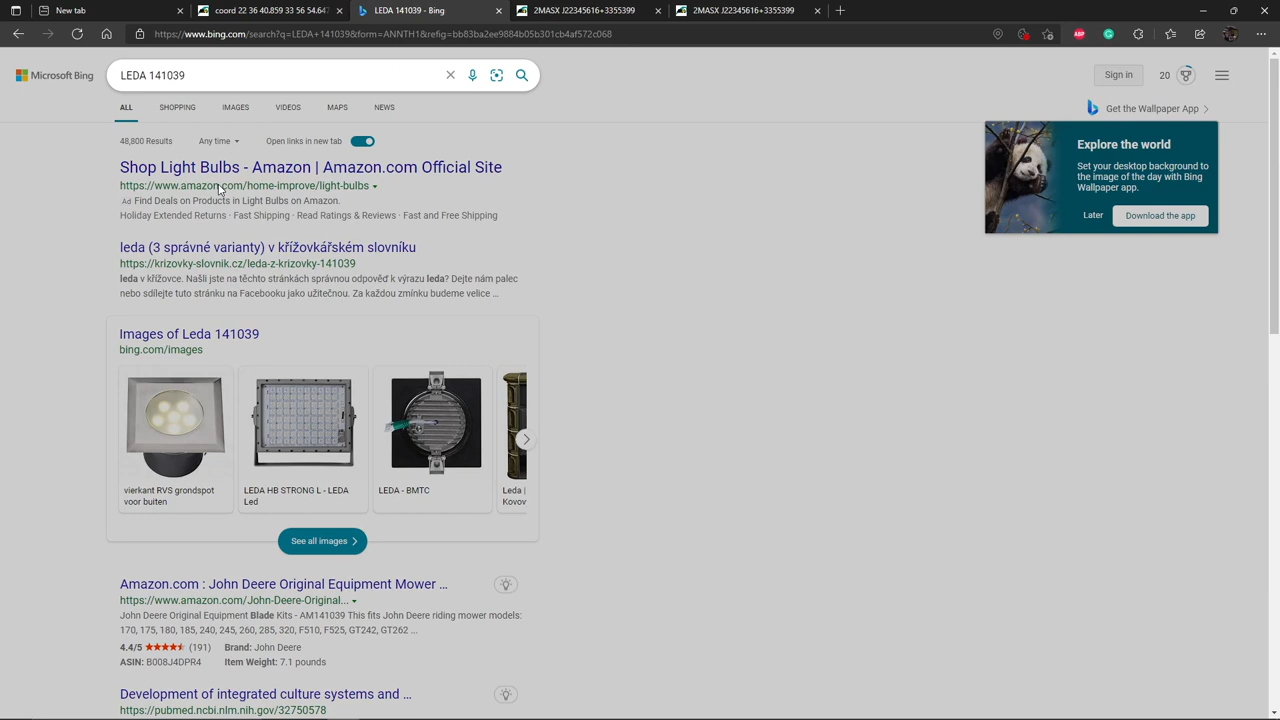 New tab
coord 22 36 40.859 33 56 54.647
LEDA 141039 - Bing
2MASX J22345616+3355399
2MASX J22345616+3355399
https://www.bing.com/search?q=LEDA+141039&form=ANNTH1&refig=bb83ba2ee9884b05b301cb4af572c068
Microsoft Bing
LEDA 141039
Sign in
20
ALL
SHOPPING
IMAGES
VIDEOS
MAPS
NEWS
Get the Wallpaper App
48,800 Results
Any time
Open links in new tab
Explore the world
Set your desktop background to
the image of the day with Bing
Wallpaper app.
Later
Download the app
Shop Light Bulbs - Amazon | Amazon.com Official Site
https://www.amazon.com/home-improve/light-bulbs
Ad Find Deals on Products in Light Bulbs on Amazon.
Holiday Extended Returns · Fast Shipping · Read Ratings & Reviews · Fast and Free Shipping
leda (3 správné varianty) v křížovkářském slovníku
https://krizovky-slovnik.cz/leda-z-krizovky-141039
leda v křížovce. Našli jste na těchto stránkách správnou odpověď k výrazu leda? Dejte nám palec
nebo sdílejte tuto stránku na Facebooku jako užitečnou. Za každou zmínku budeme velice ...
Images of Leda 141039
bing.com/images
vierkant RVS grondspot
voor buiten
LEDA HB STRONG L - LEDA
Led
LEDA - BMTC
Leda |
Kovov
See all images
Amazon.com : John Deere Original Equipment Mower ...
https://www.amazon.com/John-Deere-Original...
John Deere Original Equipment Blade Kits - AM141039 This fits John Deere riding mower models:
170, 175, 180, 185, 240, 245, 260, 285, 320, F510, F525, GT242, GT262 ...
4.4/5 (191) Brand: John Deere
ASIN: B008J4DPR4 Item Weight: 7.1 pounds
Development of integrated culture systems and ...
https://pubmed.ncbi.nlm.nih.gov/32750578